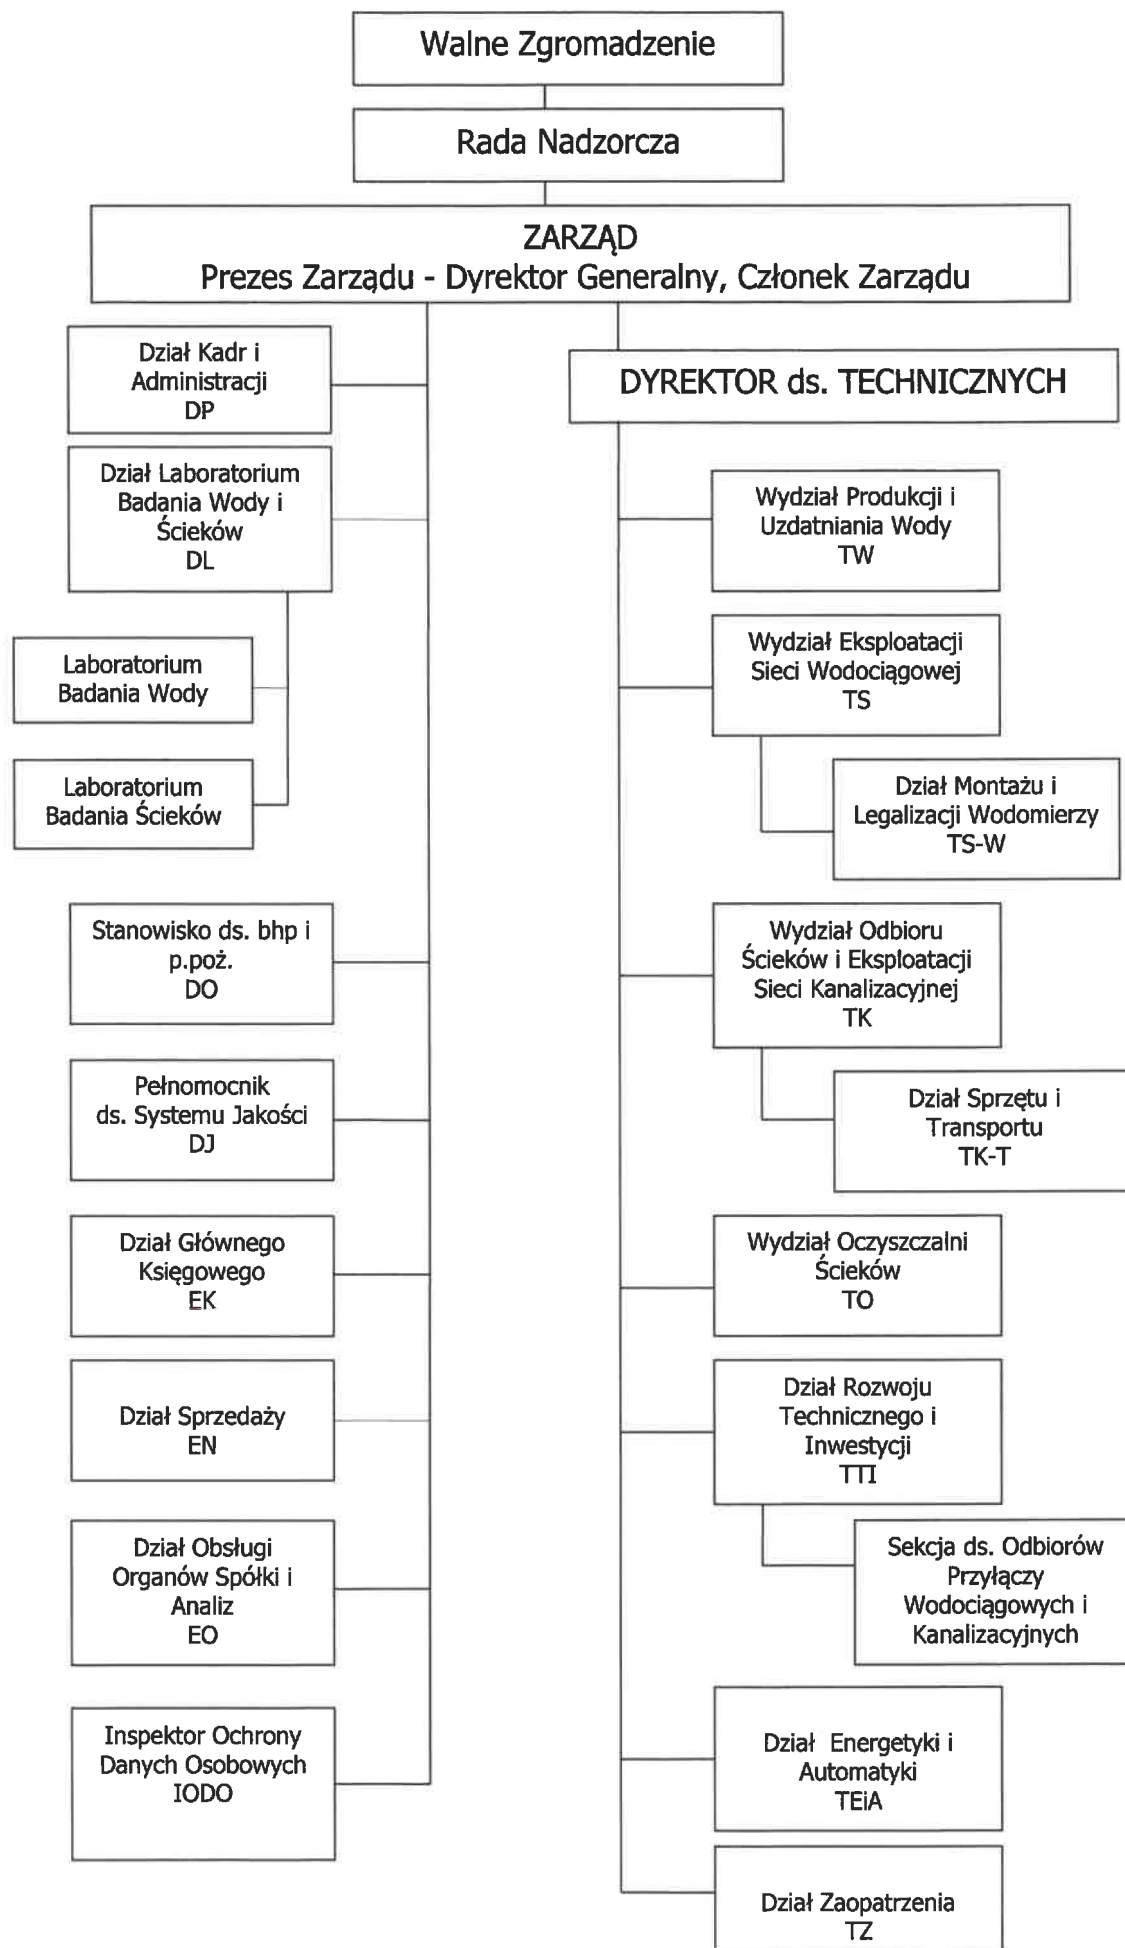 Walne Zgromadzenie
Rada Nadzorcza
ZARZĄD
Prezes Zarządu - Dyrektor Generalny, Członek Zarządu
Dział Kadr i
Administracji
DP
Dział Laboratorium
Badania Wody i
Ścieków
DL
Laboratorium
Badania Wody
Laboratorium
Badania Ścieków
Stanowisko ds. bhp i
p.poż.
DO
Pełnomocnik
ds. Systemu Jakości
DJ
Dział Głównego
Księgowego
EK
Dział Sprzedaży
EN
Dział Obsługi
Organów Spółki i
Analiz
EO
Inspektor Ochrony
Danych Osobowych
IODO
DYREKTOR ds. TECHNICZNYCH
Wydział Produkcji i
Uzdatniania Wody
TW
Wydział Eksploatacji
Sieci Wodociągowej
TS
Dział Montażu i
Legalizacji Wodomierzy
TS-W
Wydział Odbioru
Ścieków i Eksploatacji
Sieci Kanalizacyjnej
TK
Dział Sprzętu i
Transportu
TK-T
Wydział Oczyszczalni
Ścieków
TO
Dział Rozwoju
Technicznego i
Inwestycji
TTI
Sekcja ds. Odbiorów
Przyłączy
Wodociągowych i
Kanalizacyjnych
Dział Energetyki i
Automatyki
TEiA
Dział Zaopatrzenia
TZ